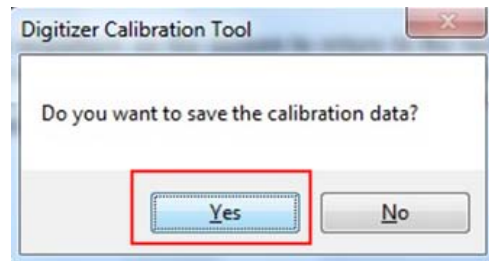 Digitizer Calibration Tool
Do you want to save the calibration data?
Yes
No